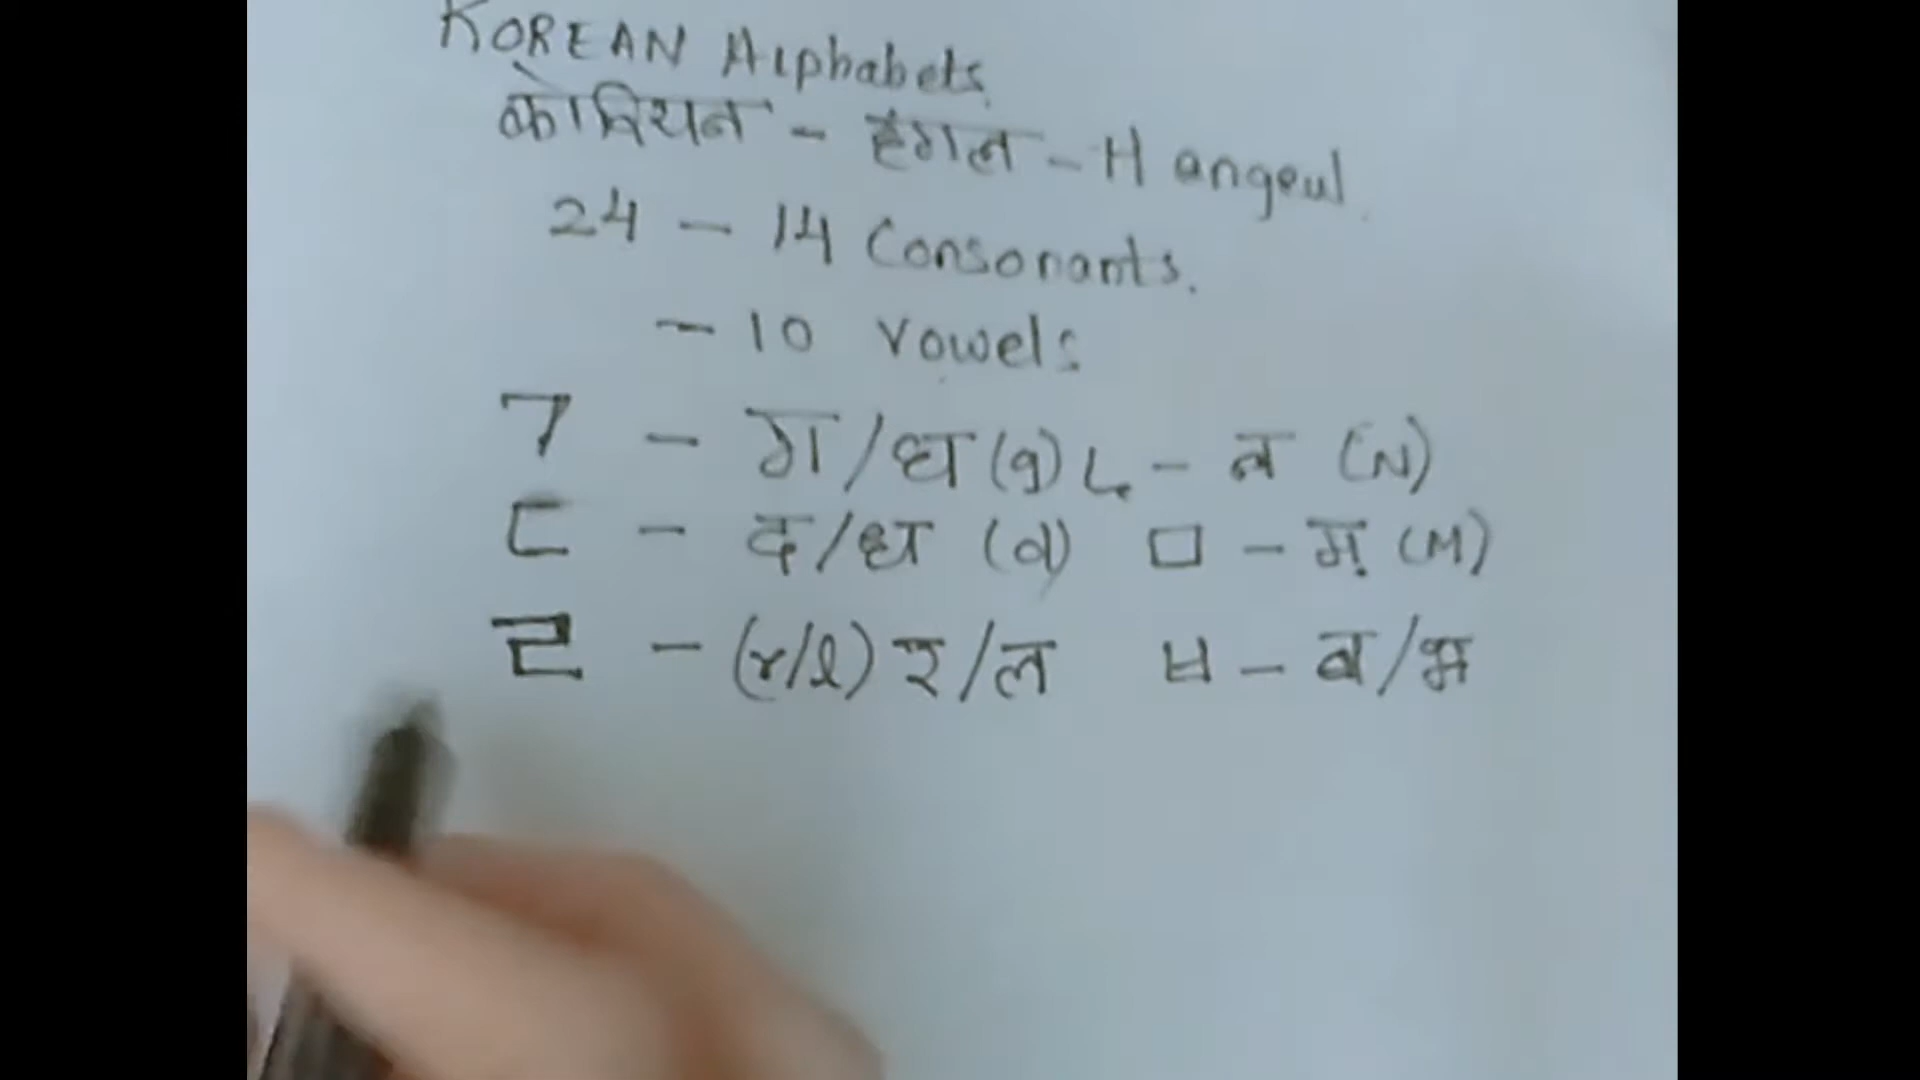 KOREAN Alphabets
कोरियन - हंगल - Hangeul
24 - 14 Consonants.
- 10 Vowels
ㄱ - ग/घ (g) ㄴ - न (N)
ㄷ - द/ध (d) ㅁ - म (M)
ㄹ - (r/l) र/ल ㅂ - ब/भ